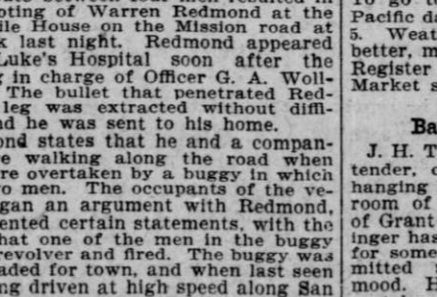 oting of Warren Redmond at the
ile House on the Mission road at
k last night. Redmond appeared
Luke's Hospital soon after the
g in charge of Officer G. A. Woll-
The bullet that penetrated Red-
leg was extracted without diffi-
nd he was sent to his home.
ond states that he and a compan-
e walking along the road when
re overtaken by a buggy in which
o men. The occupants of the ve-
gan an argument with Redmond,
ented certain statements, with the
hat one of the men in the buggy
revolver and fired. The buggy was
aded for town, and when last seen
ng driven at high speed along San
Pacific da
5. Weat
better, m
Register
Market s
Ba
J. H. T
tender, c
hanging
room of
of Grant
inger has
for some
mitted
mood. H